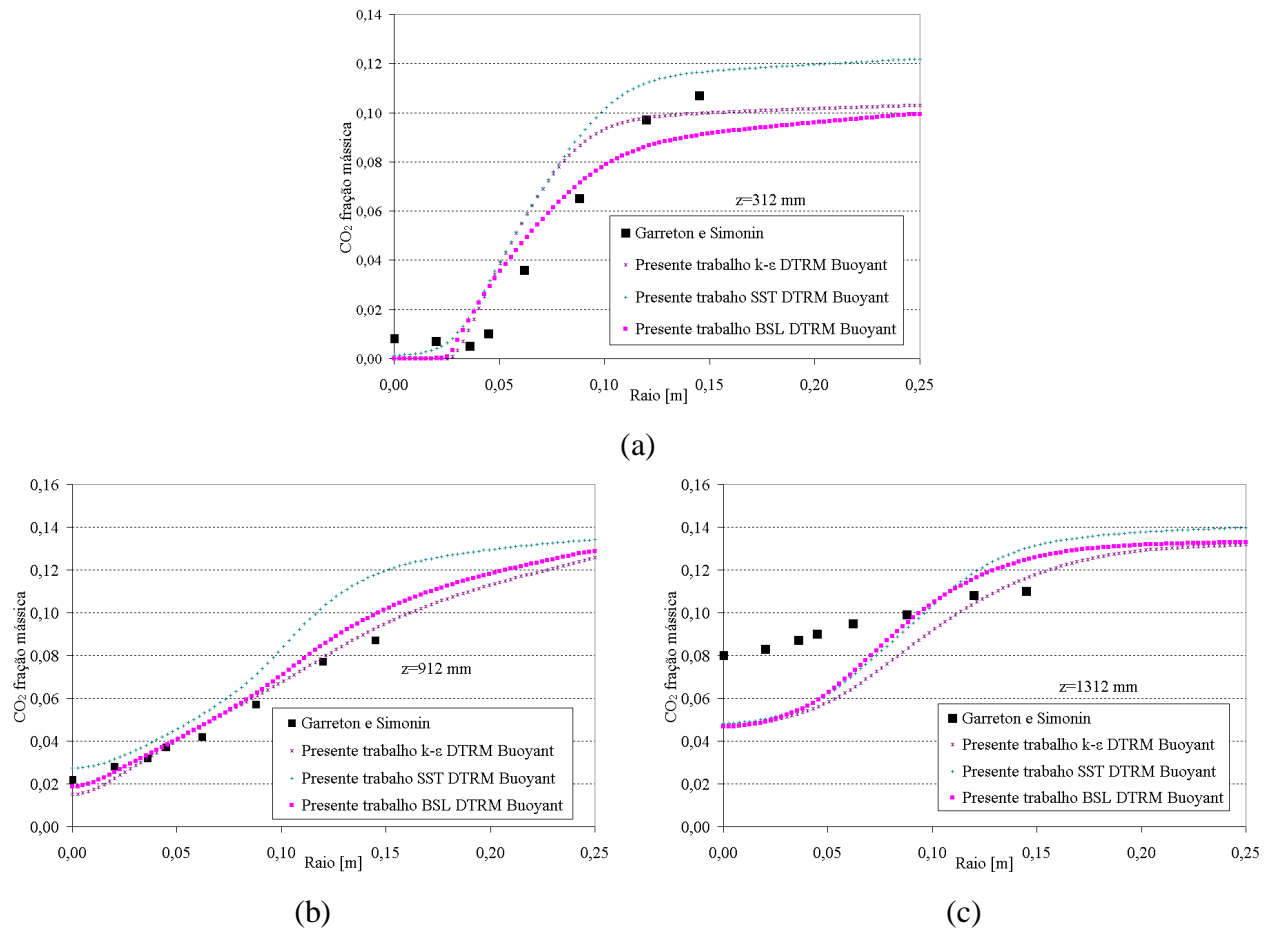 0,14
0,12
0,10
0,08
0,06
0,04
0,02
0,00
CO₂ fração mássica
z=312 mm
Garreton e Simonin
Presente trabalho k-ε DTRM Buoyant
Presente trabaho SST DTRM Buoyant
Presente trabalho BSL DTRM Buoyant
0,00 0,05 0,10 0,15 0,20 0,25
Raio [m]
(a)
0,16
0,14
0,12
0,10
0,08
0,06
0,04
0,02
0,00
CO₂ fração mássica
z=912 mm
Garreton e Simonin
Presente trabalho k-ε DTRM Buoyant
Presente trabaho SST DTRM Buoyant
Presente trabalho BSL DTRM Buoyant
0,00 0,05 0,10 0,15 0,20 0,25
Raio [m]
(b)
0,16
0,14
0,12
0,10
0,08
0,06
0,04
0,02
0,00
CO₂ fração mássica
z=1312 mm
Garreton e Simonin
Presente trabalho k-ε DTRM Buoyant
Presente trabaho SST DTRM Buoyant
Presente trabalho BSL DTRM Buoyant
0,00 0,05 0,10 0,15 0,20 0,25
Raio [m]
(c)